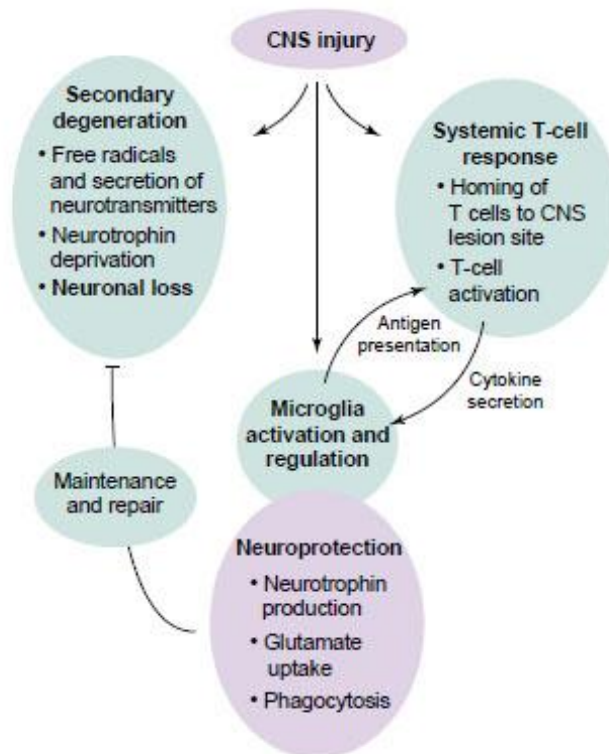 CNS injury
Secondary
degeneration
• Free radicals
and secretion of
neurotransmitters
• Neurotrophin
deprivation
• Neuronal loss
Systemic T-cell
response
• Homing of
T cells to CNS
lesion site
• T-cell
activation
Antigen
presentation
Cytokine
secretion
Microglia
activation and
regulation
Maintenance
and repair
Neuroprotection
• Neurotrophin
production
• Glutamate
uptake
• Phagocytosis